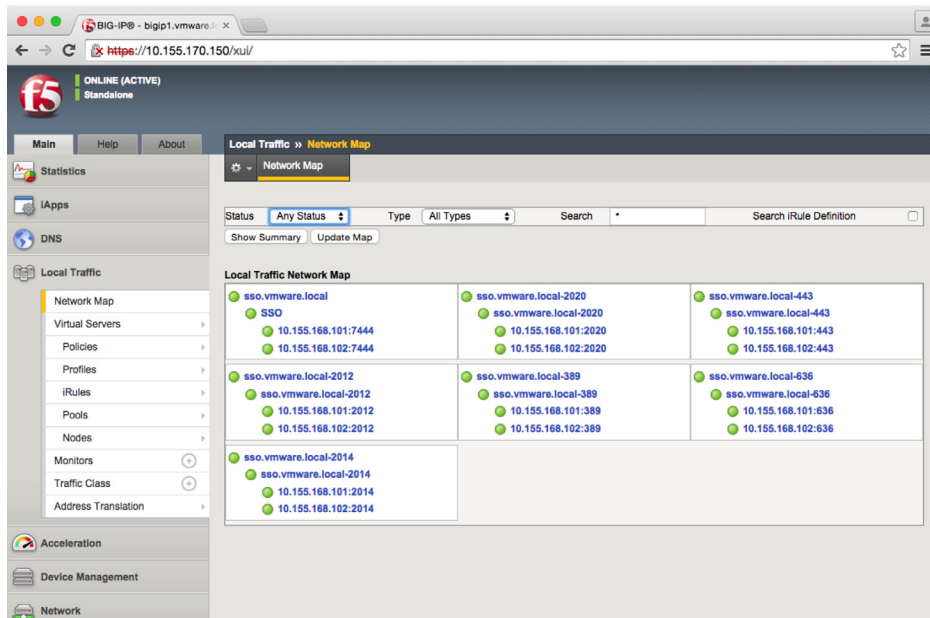 BIG-IP® - bigip1.vmware.l
https://10.155.170.150/xui/
f5
ONLINE (ACTIVE)
Standalone
Main Help About
Local Traffic » Network Map
Network Map
Statistics
iApps
DNS
Local Traffic
Network Map
Virtual Servers
Policies
Profiles
iRules
Pools
Nodes
Monitors
Traffic Class
Address Translation
Acceleration
Device Management
Network
Status Any Status Type All Types Search * Search iRule Definition
Show Summary Update Map
Local Traffic Network Map
sso.vmware.local
SSO
10.155.168.101:7444
10.155.168.102:7444
sso.vmware.local-2020
sso.vmware.local-2020
10.155.168.101:2020
10.155.168.102:2020
sso.vmware.local-443
sso.vmware.local-443
10.155.168.101:443
10.155.168.102:443
sso.vmware.local-2012
sso.vmware.local-2012
10.155.168.101:2012
10.155.168.102:2012
sso.vmware.local-389
sso.vmware.local-389
10.155.168.101:389
10.155.168.102:389
sso.vmware.local-636
sso.vmware.local-636
10.155.168.101:636
10.155.168.102:636
sso.vmware.local-2014
sso.vmware.local-2014
10.155.168.101:2014
10.155.168.102:2014